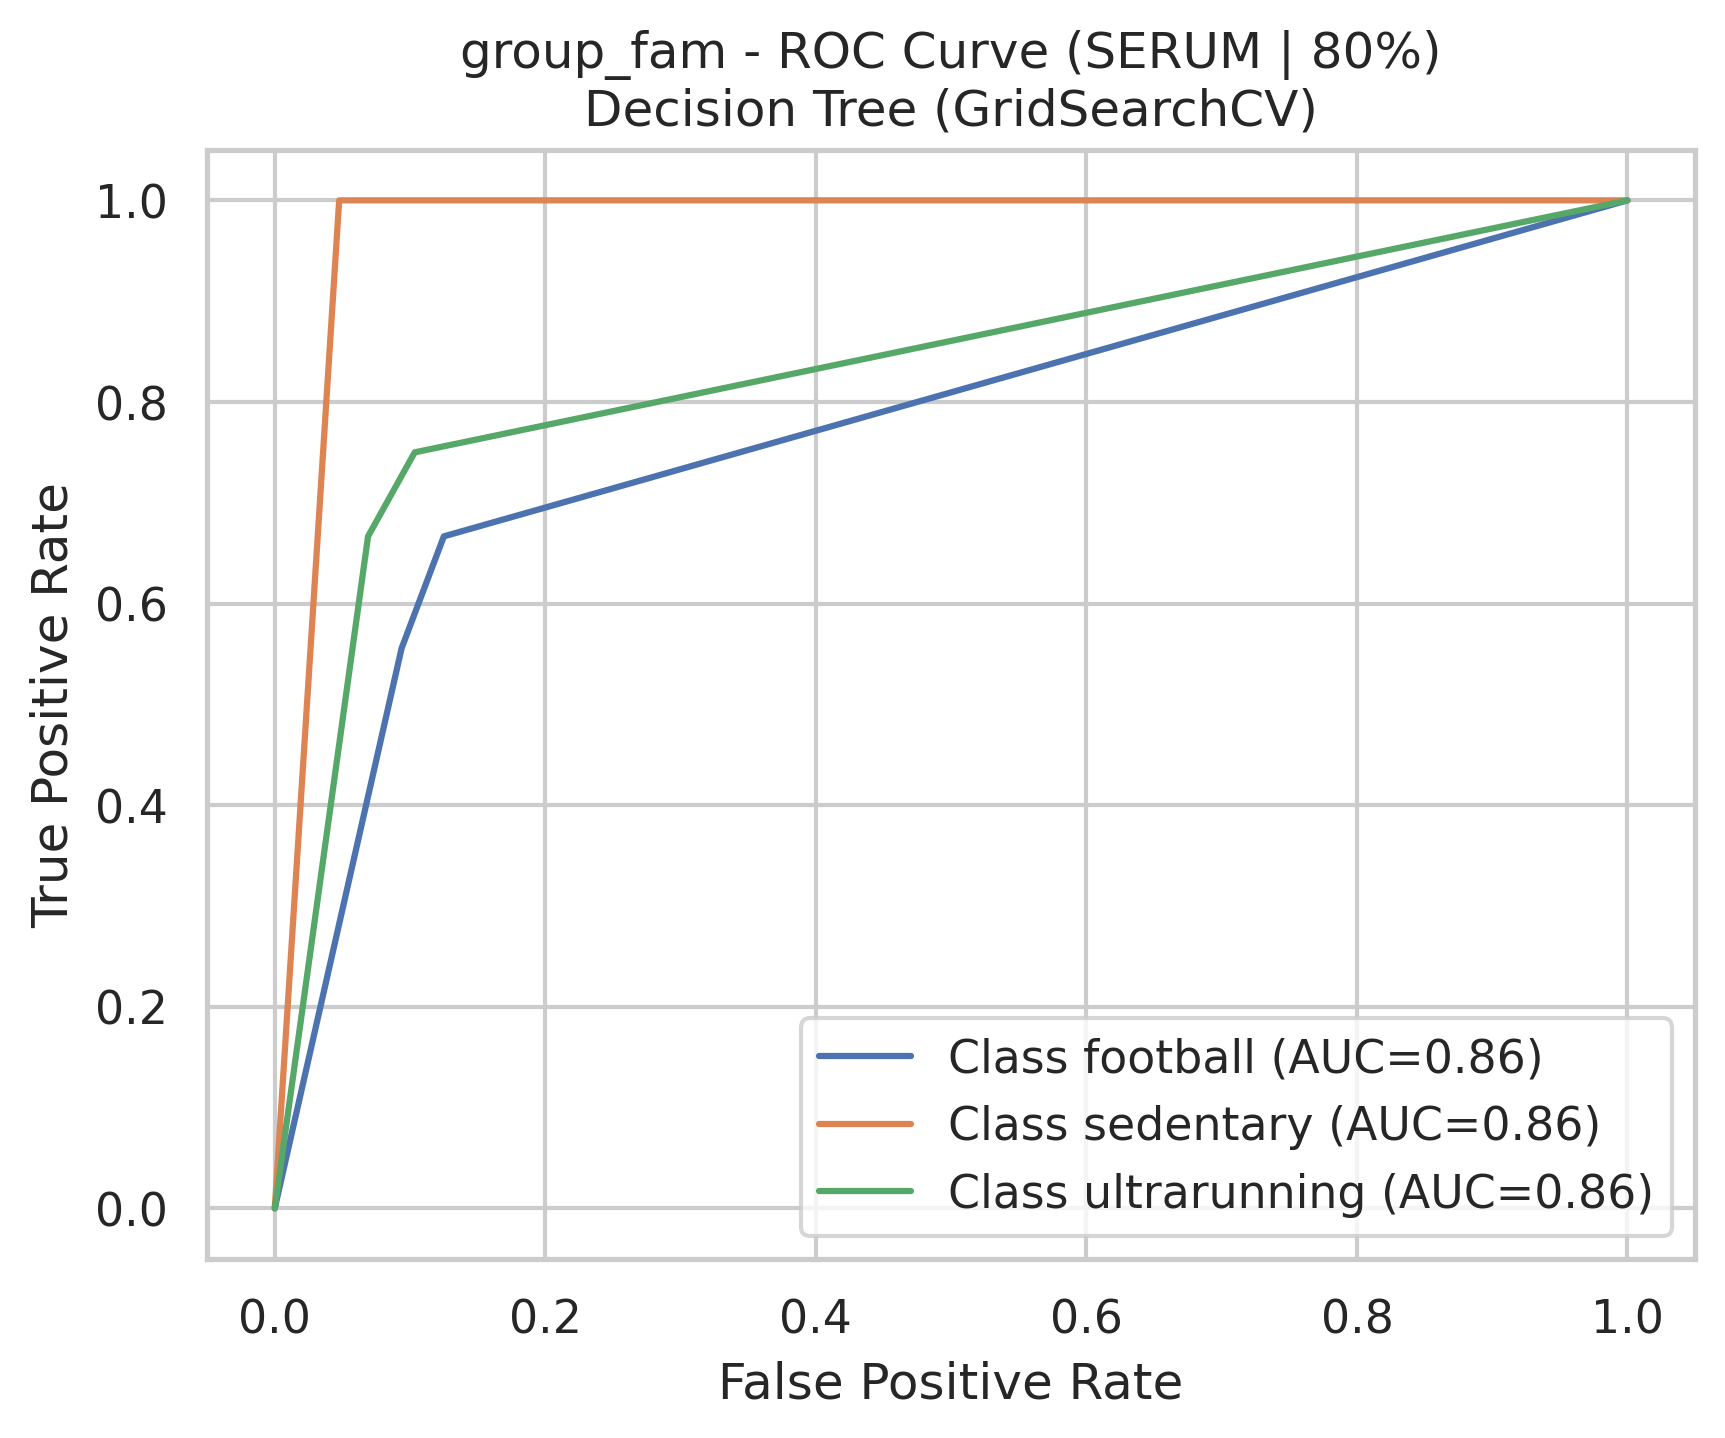 group_fam - ROC Curve (SERUM | 80%)
Decision Tree (GridSearchCV)
True Positive Rate
1.0
0.8
0.6
0.4
0.2
0.0
Class football (AUC=0.86)
Class sedentary (AUC=0.86)
Class ultrarunning (AUC=0.86)
0.0 0.2 0.4 0.6 0.8 1.0
False Positive Rate